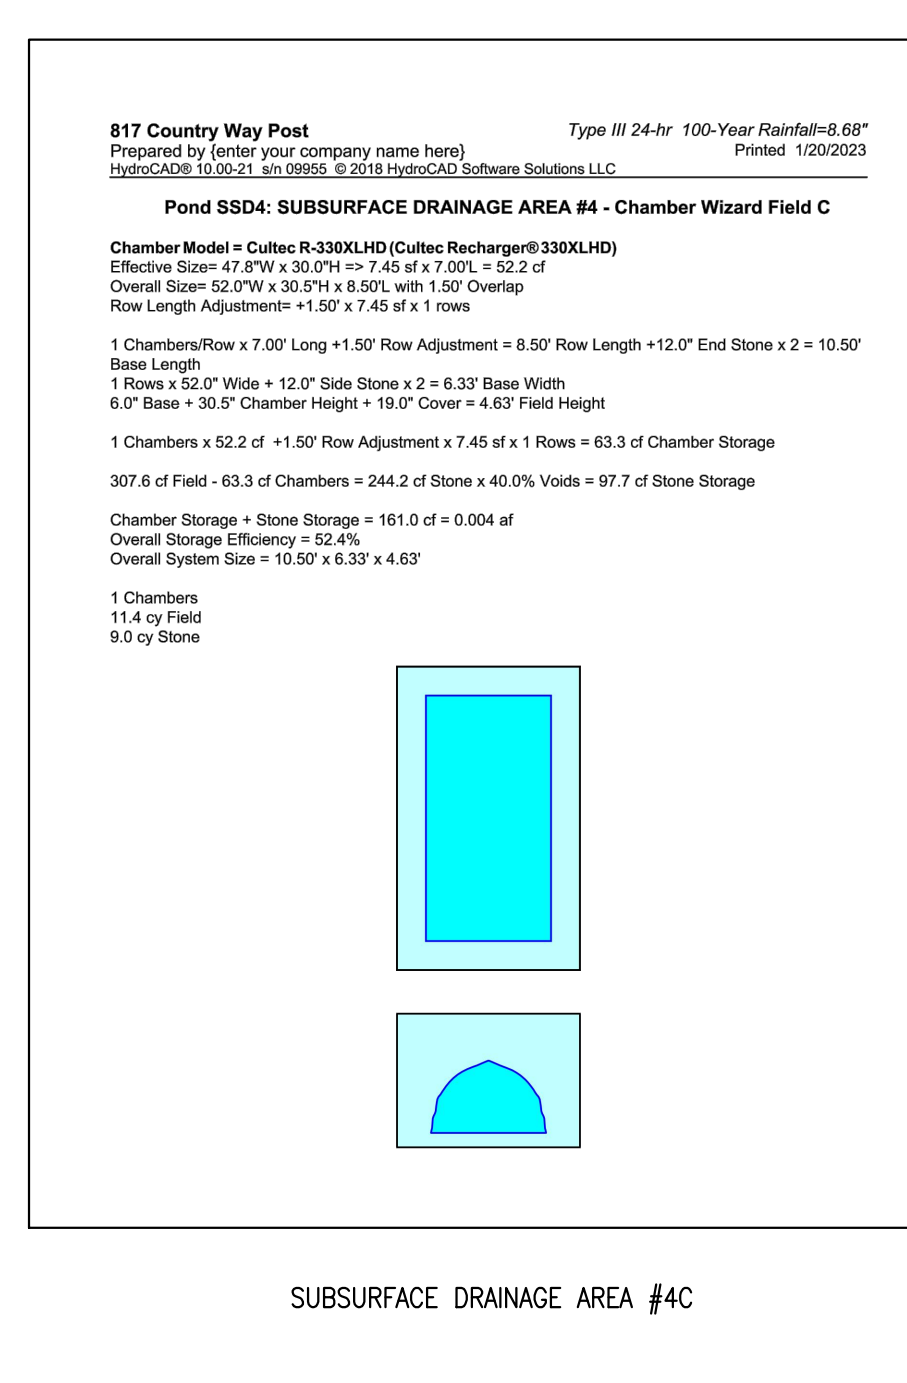 817 Country Way Post
Type III 24-hr 100-Year Rainfall=8.68"
Prepared by {enter your company name here}
Printed 1/20/2023
HydroCAD® 10.00-21 s/n 09955 © 2018 HydroCAD Software Solutions LLC
Pond SSD4: SUBSURFACE DRAINAGE AREA #4 - Chamber Wizard Field C
Chamber Model = Cultec R-330XLHD (Cultec Recharger® 330XLHD)
Effective Size= 47.8"W x 30.0"H => 7.45 sf x 7.00'L = 52.2 cf
Overall Size= 52.0"W x 30.5"H x 8.50'L with 1.50' Overlap
Row Length Adjustment= +1.50' x 7.45 sf x 1 rows
1 Chambers/Row x 7.00' Long +1.50' Row Adjustment = 8.50' Row Length +12.0" End Stone x 2 = 10.50'
Base Length
1 Rows x 52.0" Wide + 12.0" Side Stone x 2 = 6.33' Base Width
6.0" Base + 30.5" Chamber Height + 19.0" Cover = 4.63' Field Height
1 Chambers x 52.2 cf +1.50' Row Adjustment x 7.45 sf x 1 Rows = 63.3 cf Chamber Storage
307.6 cf Field - 63.3 cf Chambers = 244.2 cf Stone x 40.0% Voids = 97.7 cf Stone Storage
Chamber Storage + Stone Storage = 161.0 cf = 0.004 af
Overall Storage Efficiency = 52.4%
Overall System Size = 10.50' x 6.33' x 4.63'
1 Chambers
11.4 cy Field
9.0 cy Stone
SUBSURFACE DRAINAGE AREA #4C